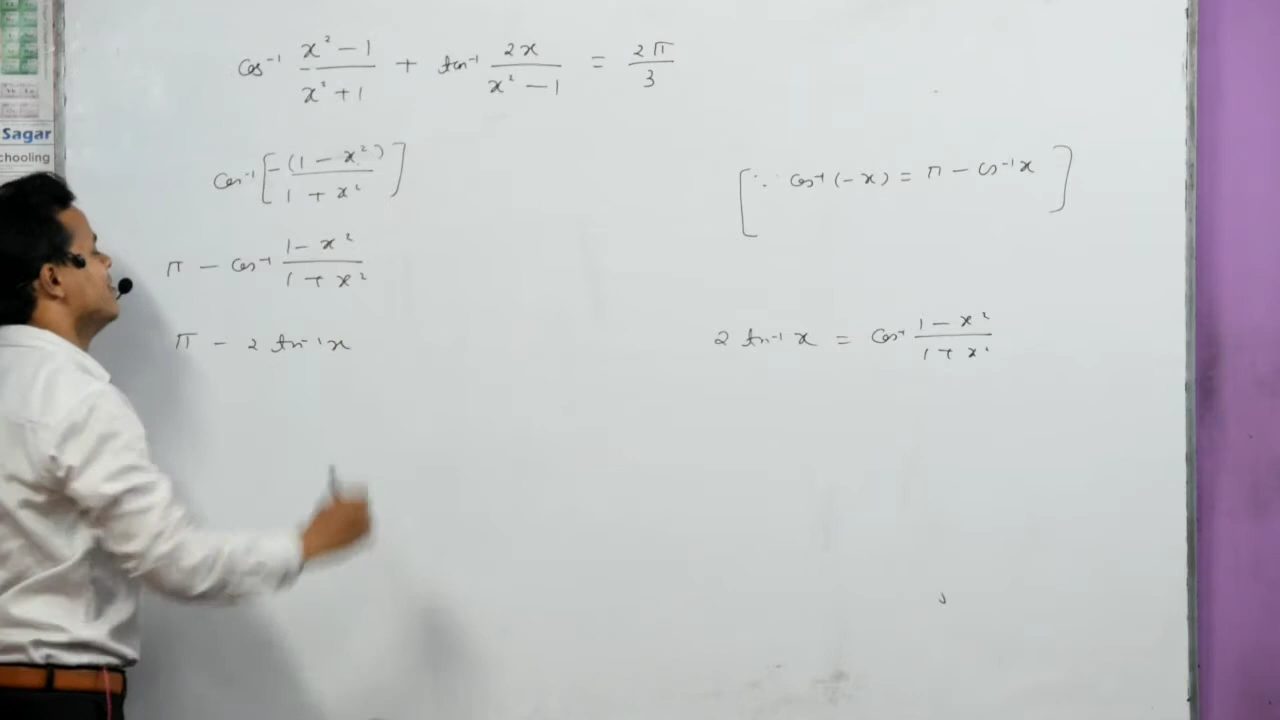 cos⁻¹ (x² − 1)/(x² + 1) + tan⁻¹ 2x/(x² − 1) = 2π/3
Sagar
chooling
cos⁻¹ [−(1 − x²)/(1 + x²)]
[∵ cos⁻¹(−x) = π − cos⁻¹x]
π − cos⁻¹ (1 − x²)/(1 + x²)
π − 2 tan⁻¹x
2 tan⁻¹ x = cos⁻¹ (1 − x²)/(1 + x²)